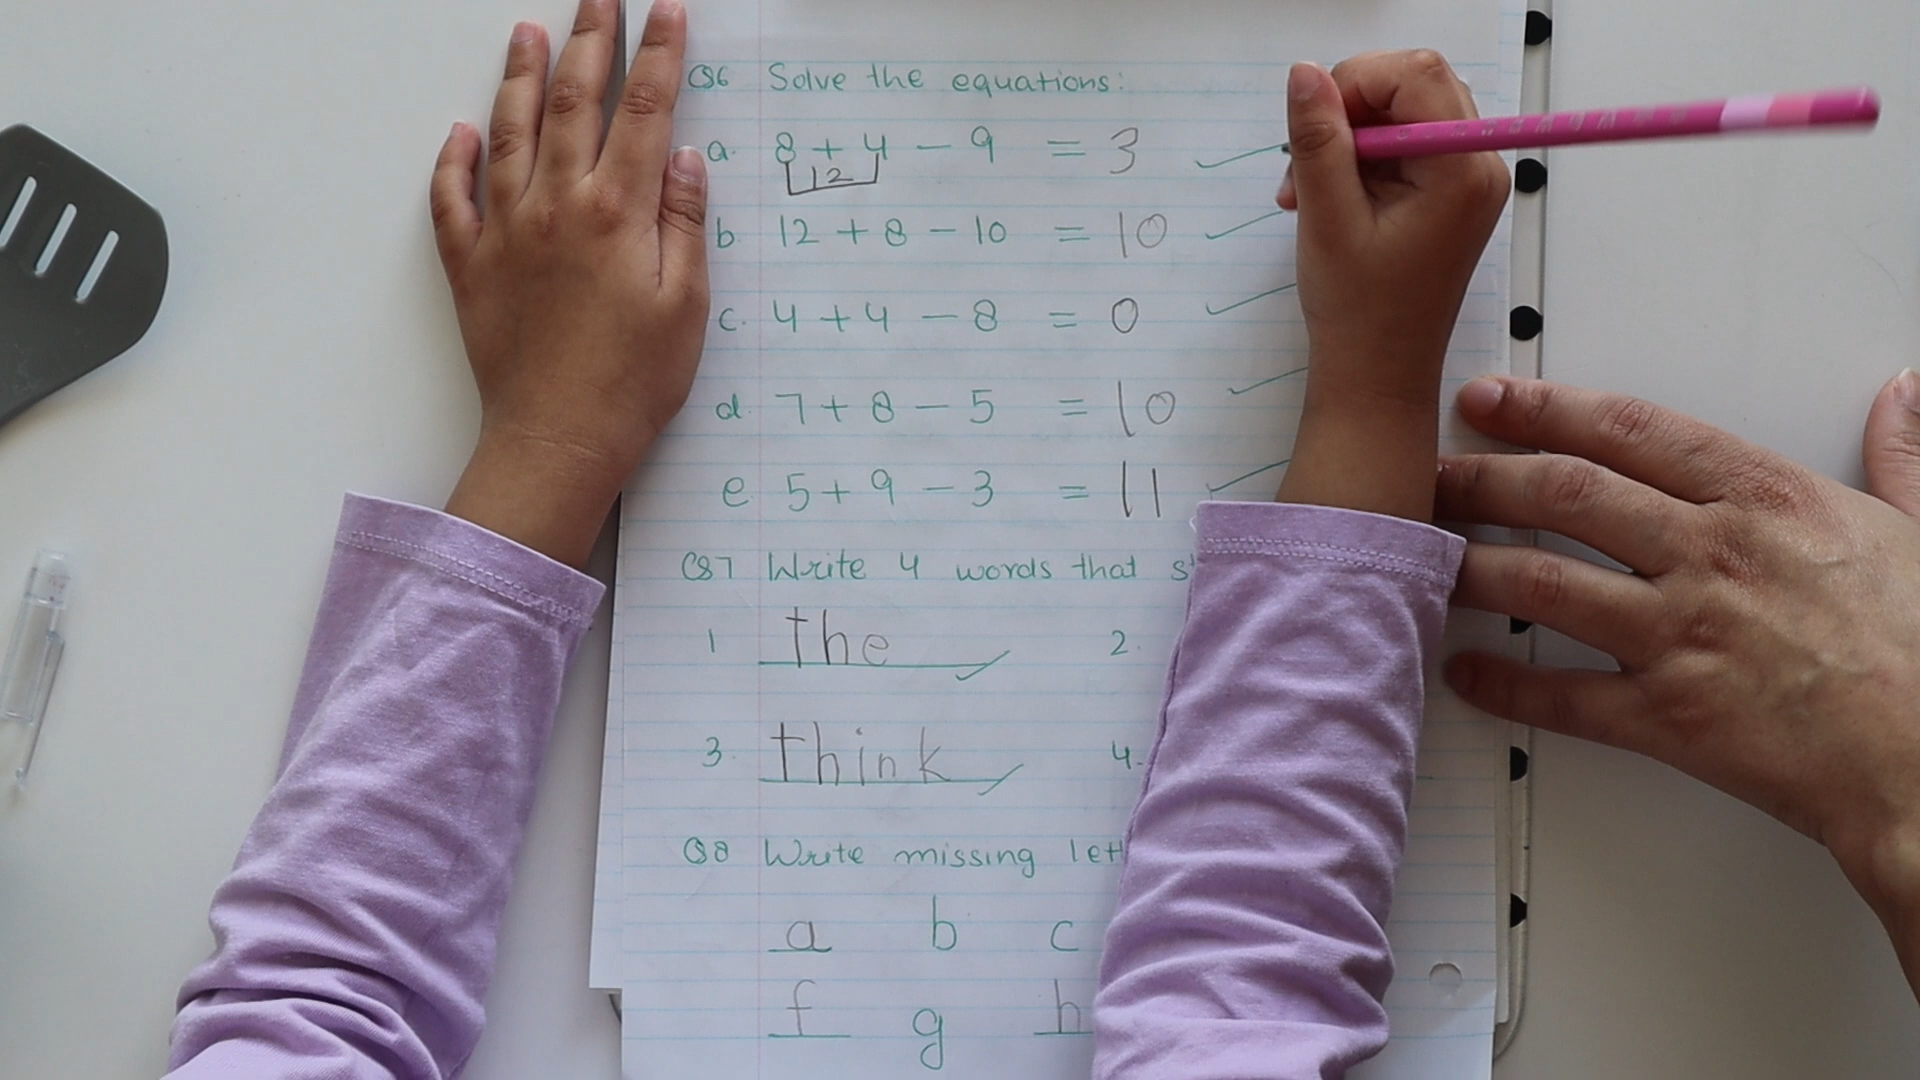 Q6 Solve the equations:
a. 8 + 4 - 9 = 3
12
b. 12 + 8 - 10 = 10
c. 4 + 4 - 8 = 0
d. 7 + 8 - 5 = 10
e. 5 + 9 - 3 = 11
Q7 Write 4 words that
1 the 2.
3. think 4.
Q8 Write missing
a b c
f g h